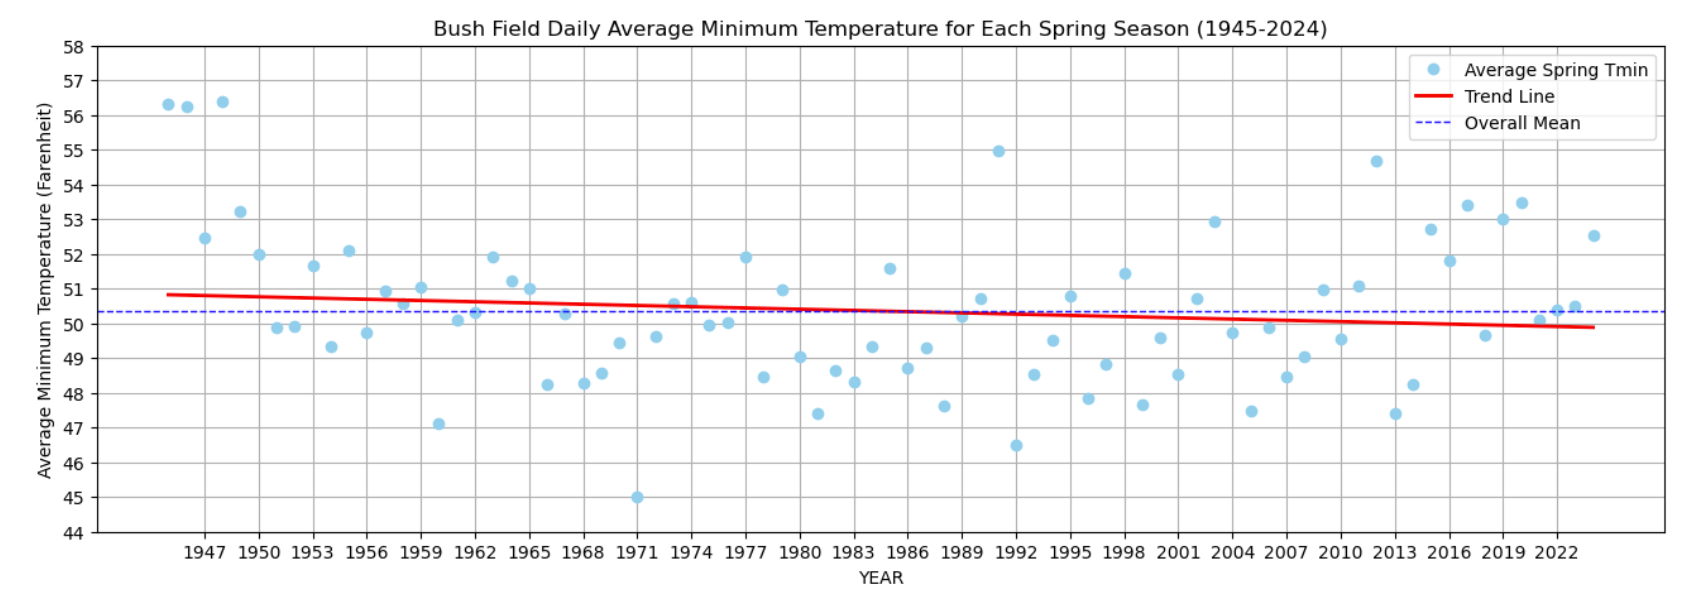 Bush Field Daily Average Minimum Temperature for Each Spring Season (1945-2024)
Average Minimum Temperature (Farenheit)
58
57
56
55
54
53
52
51
50
49
48
47
46
45
44
Average Spring Tmin
Trend Line
Overall Mean
1947 1950 1953 1956 1959 1962 1965 1968 1971 1974 1977 1980 1983 1986 1989 1992 1995 1998 2001 2004 2007 2010 2013 2016 2019 2022
YEAR